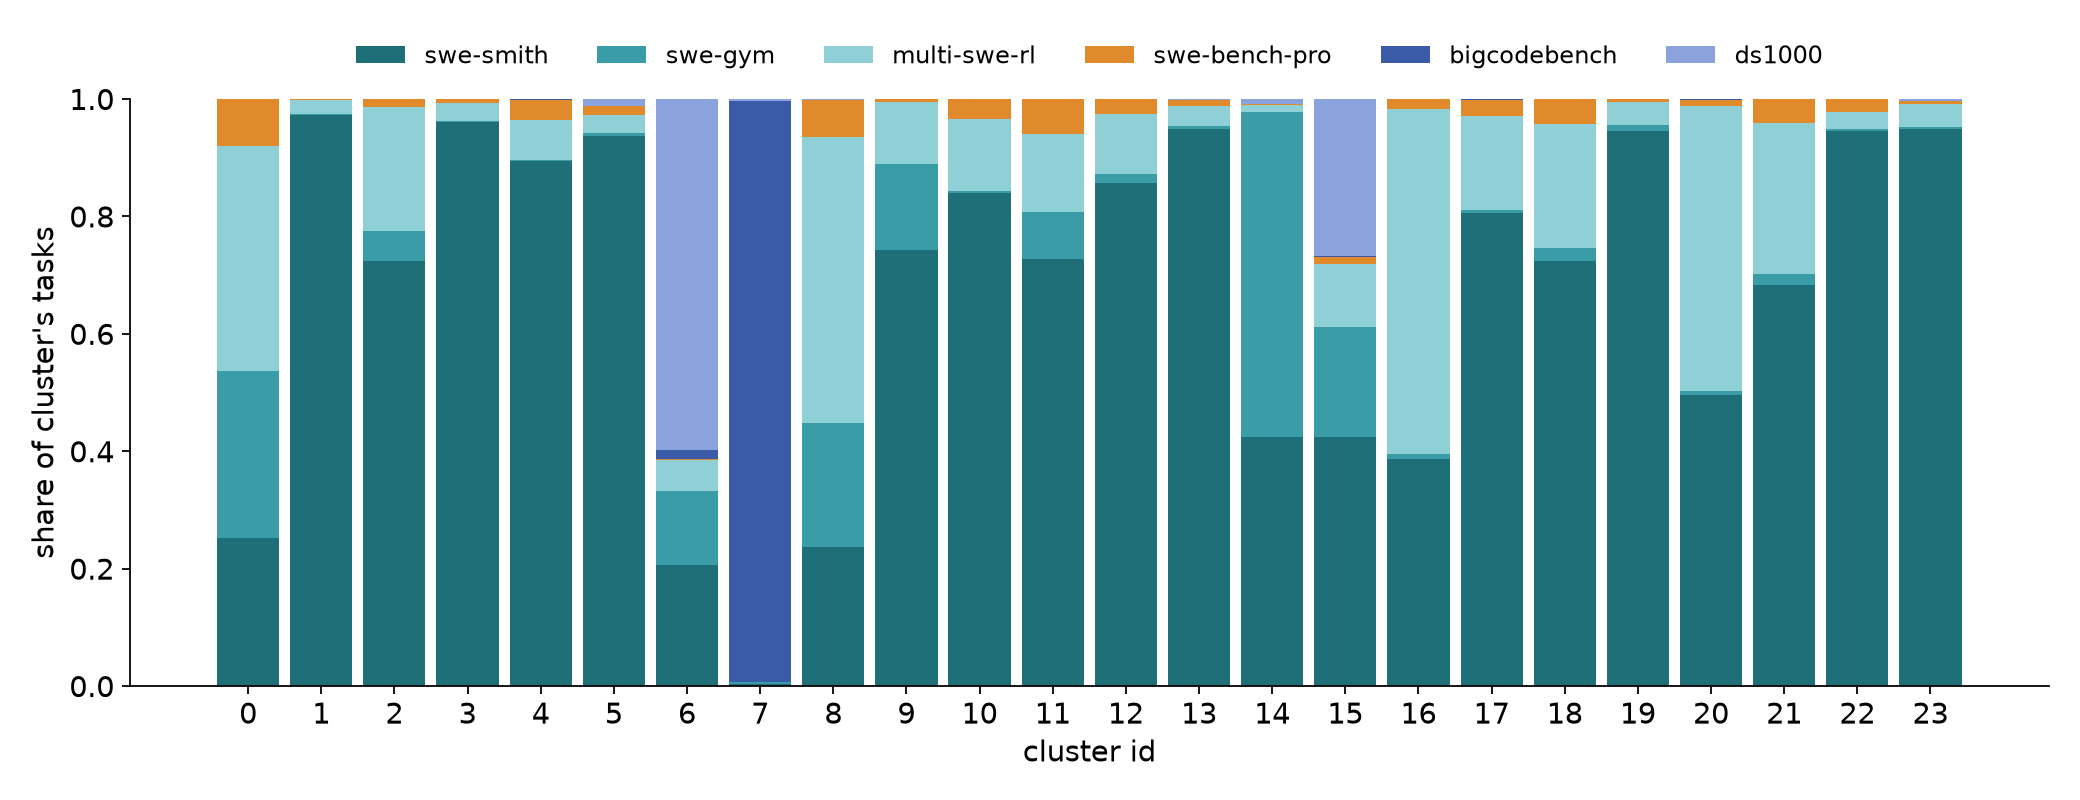 swe-smith swe-gym multi-swe-rl swe-bench-pro bigcodebench ds1000
share of cluster's tasks
1.0
0.8
0.6
0.4
0.2
0.0
0 1 2 3 4 5 6 7 8 9 10 11 12 13 14 15 16 17 18 19 20 21 22 23
cluster id